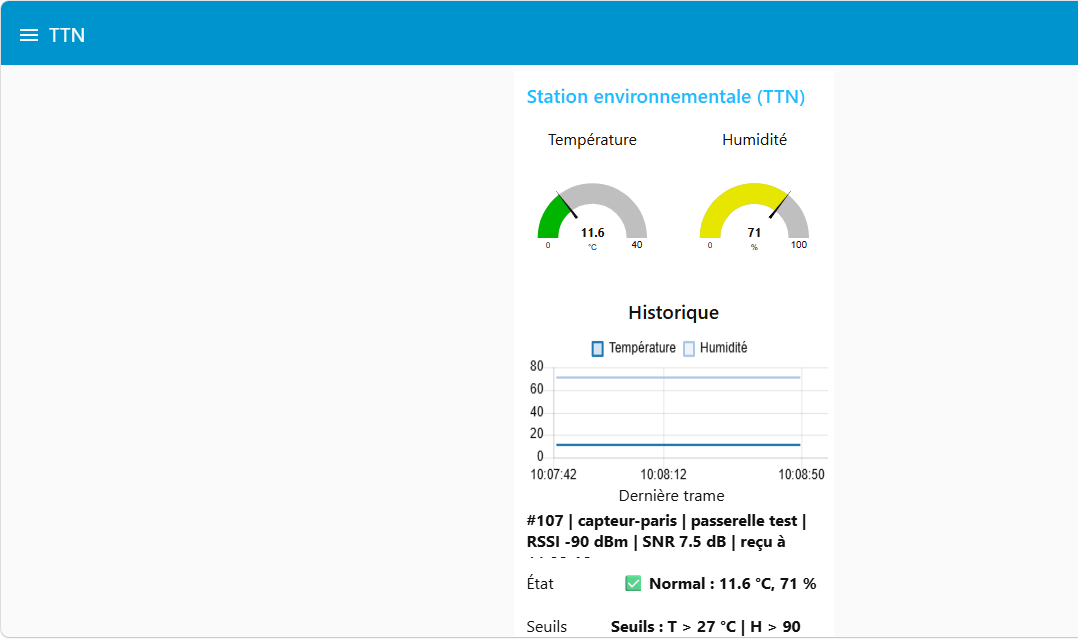 TTN
Station environnementale (TTN)
Température Humidité
11.6 71
0 °C 40 0 % 100
Historique
Température Humidité
80
60
40
20
0
10:07:42 10:08:12 10:08:50
Dernière trame
#107 | capteur-paris | passerelle test |
RSSI -90 dBm | SNR 7.5 dB | reçu à
État ✅ Normal : 11.6 °C, 71 %
Seuils Seuils : T > 27 °C | H > 90